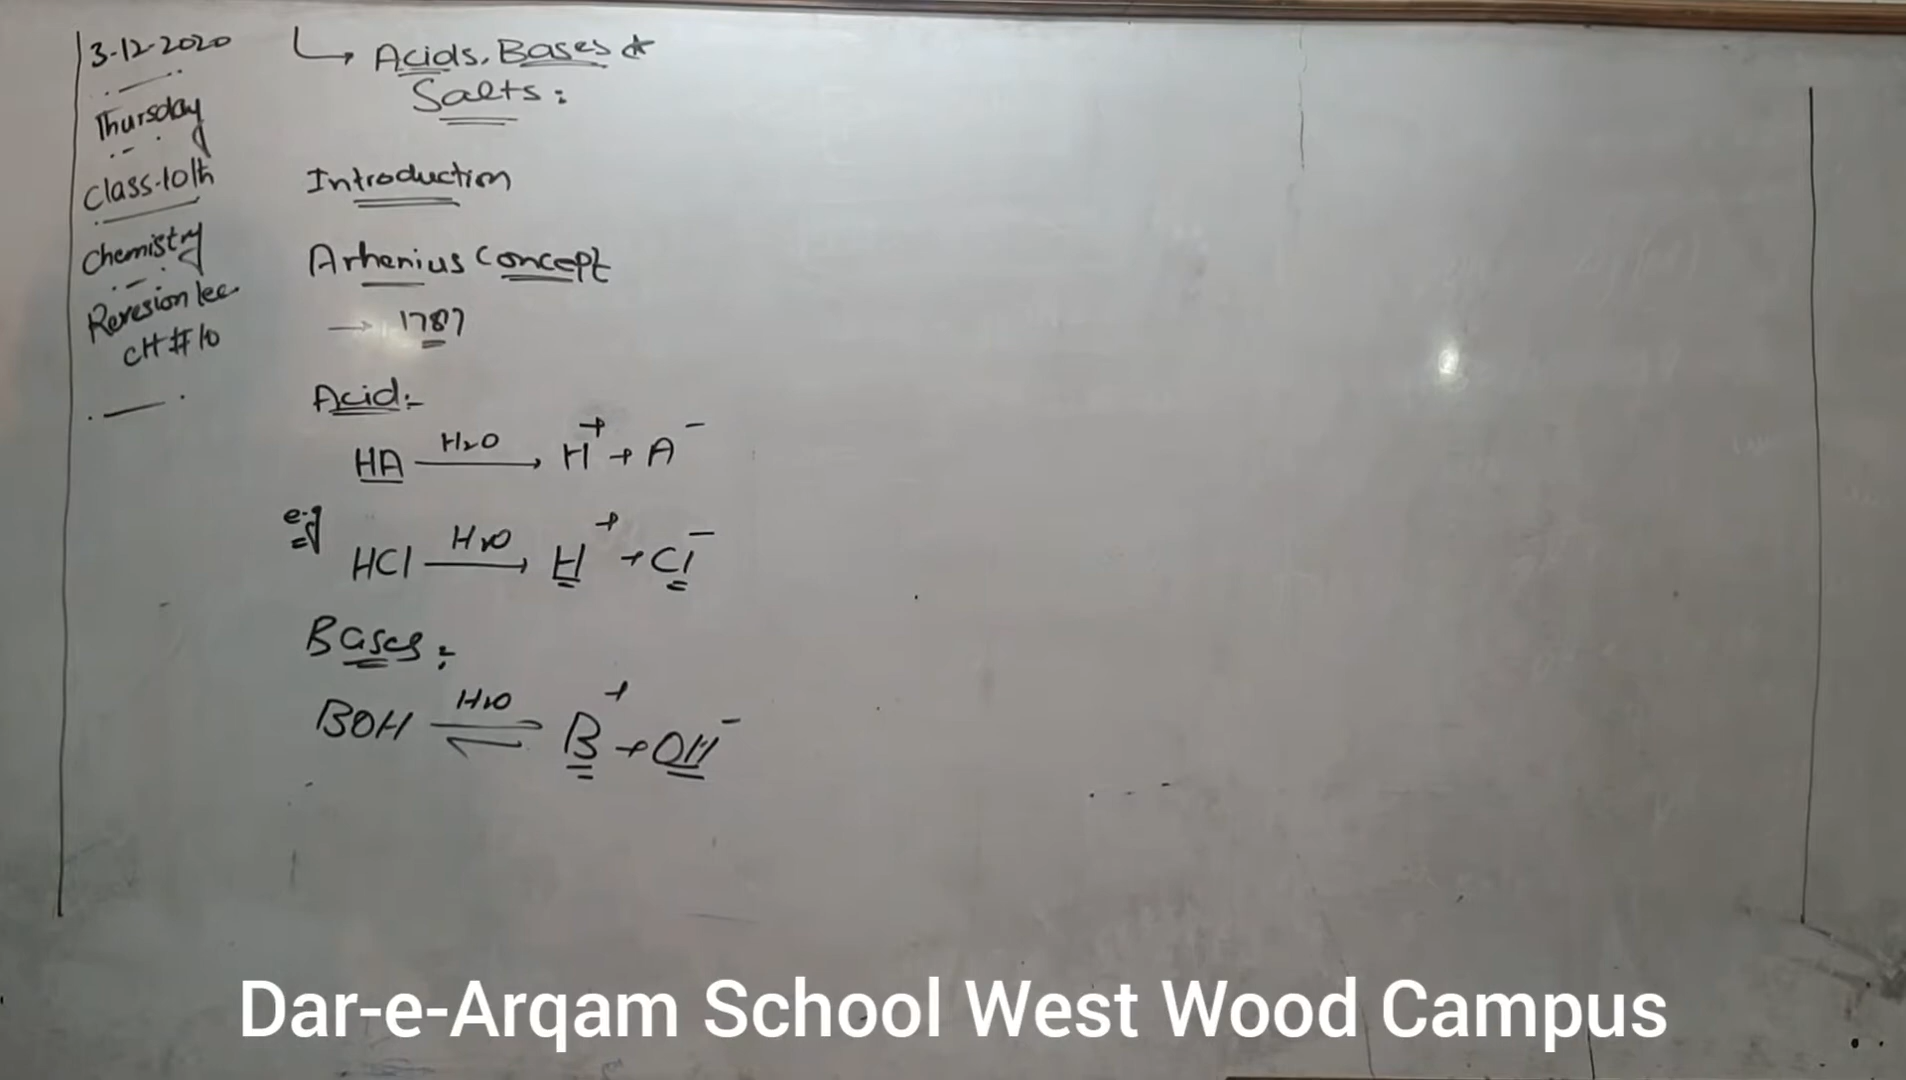 3-12-2020
Thursday
Class-10th
Chemistry
Revesion lec
CH # 10
Acids, Bases &
Salts:
Introduction
Arhenius Concept
→ 1787
Acid:-
HA —H₂O→ H⁺ + A⁻
e.g
HCl —H₂O→ H⁺ + Cl⁻
Bases:
BOH ⇌ H₂O B⁺ + OH⁻
Dar-e-Arqam School West Wood Campus